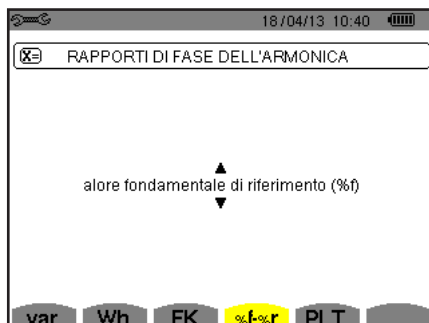 18/04/13 10:40
X= RAPPORTI DI FASE DELL'ARMONICA
alore fondamentale di riferimento (%f)
var Wh FK %f-%r PLT